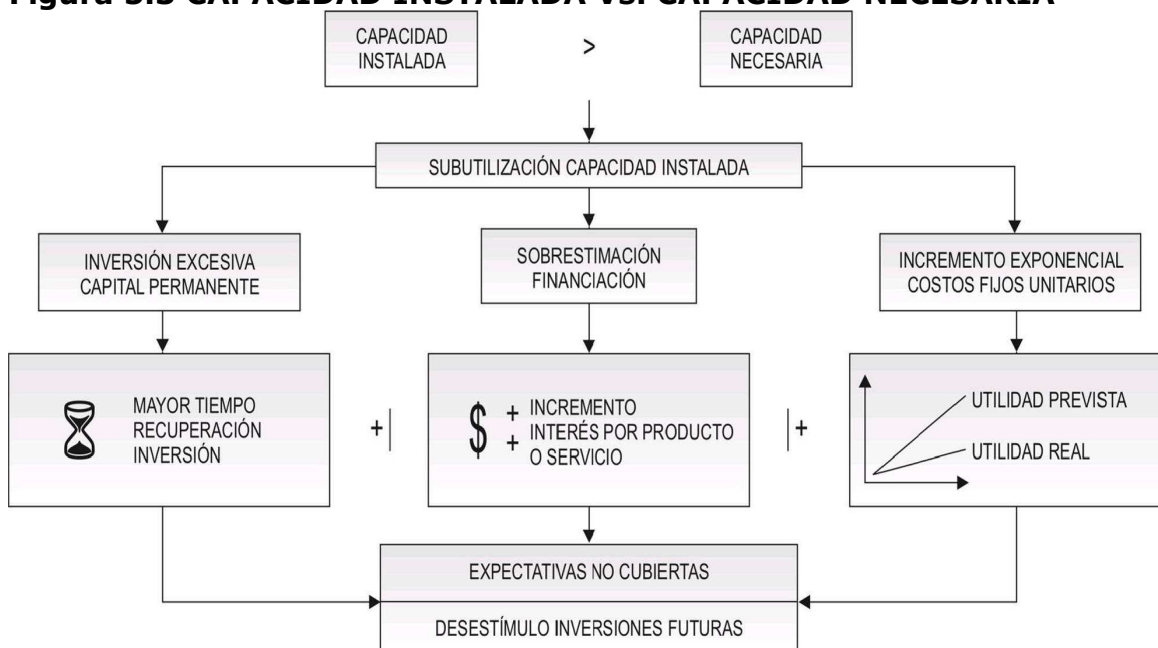 Figura 5.5 CAPACIDAD INSTALADA Vs. CAPACIDAD NECESARIA
CAPACIDAD
INSTALADA
>
CAPACIDAD
NECESARIA
SUBUTILIZACIÓN CAPACIDAD INSTALADA
INVERSIÓN EXCESIVA
CAPITAL PERMANENTE
SOBRESTIMACIÓN
FINANCIACIÓN
INCREMENTO EXPONENCIAL
COSTOS FIJOS UNITARIOS
MAYOR TIEMPO
RECUPERACIÓN
INVERSIÓN
+
$ + INCREMENTO
+ INTERÉS POR PRODUCTO
O SERVICIO
+
UTILIDAD PREVISTA
UTILIDAD REAL
EXPECTATIVAS NO CUBIERTAS
DESESTÍMULO INVERSIONES FUTURAS